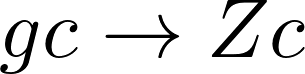 gc → Zc